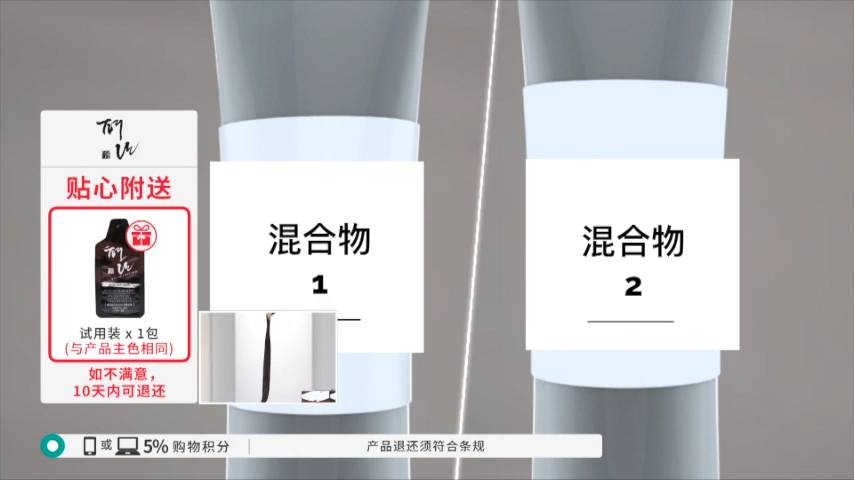 贴心附送
试用装 x 1包
(与产品主色相同)
如不满意，
10天内可退还
混合物
1
混合物
2
或 5% 购物积分
产品退还须符合条规